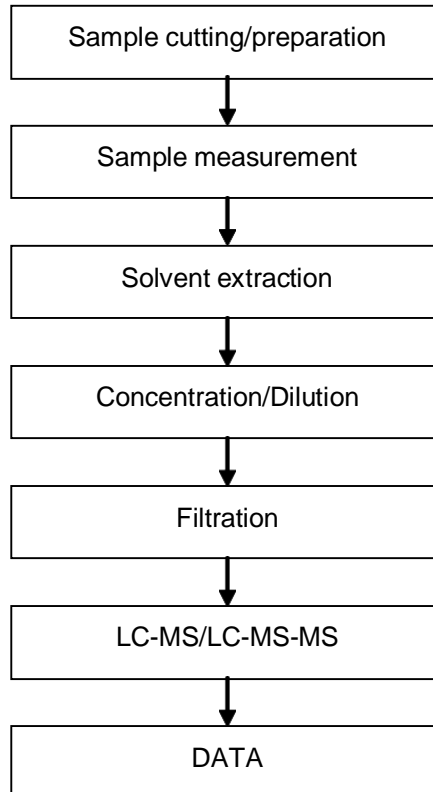 Sample cutting/preparation
Sample measurement
Solvent extraction
Concentration/Dilution
Filtration
LC-MS/LC-MS-MS
DATA